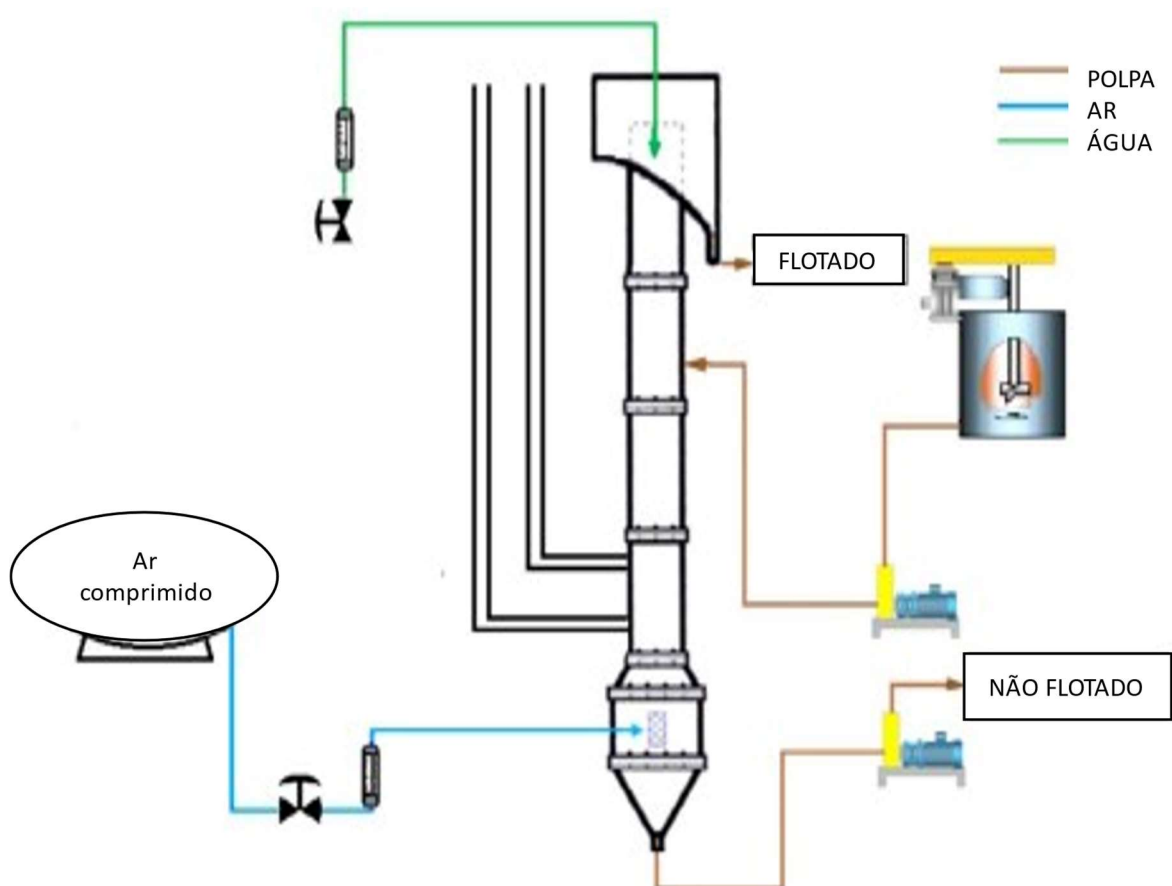 POLPA
AR
ÁGUA
FLOTADO
Ar
comprimido
NÃO FLOTADO